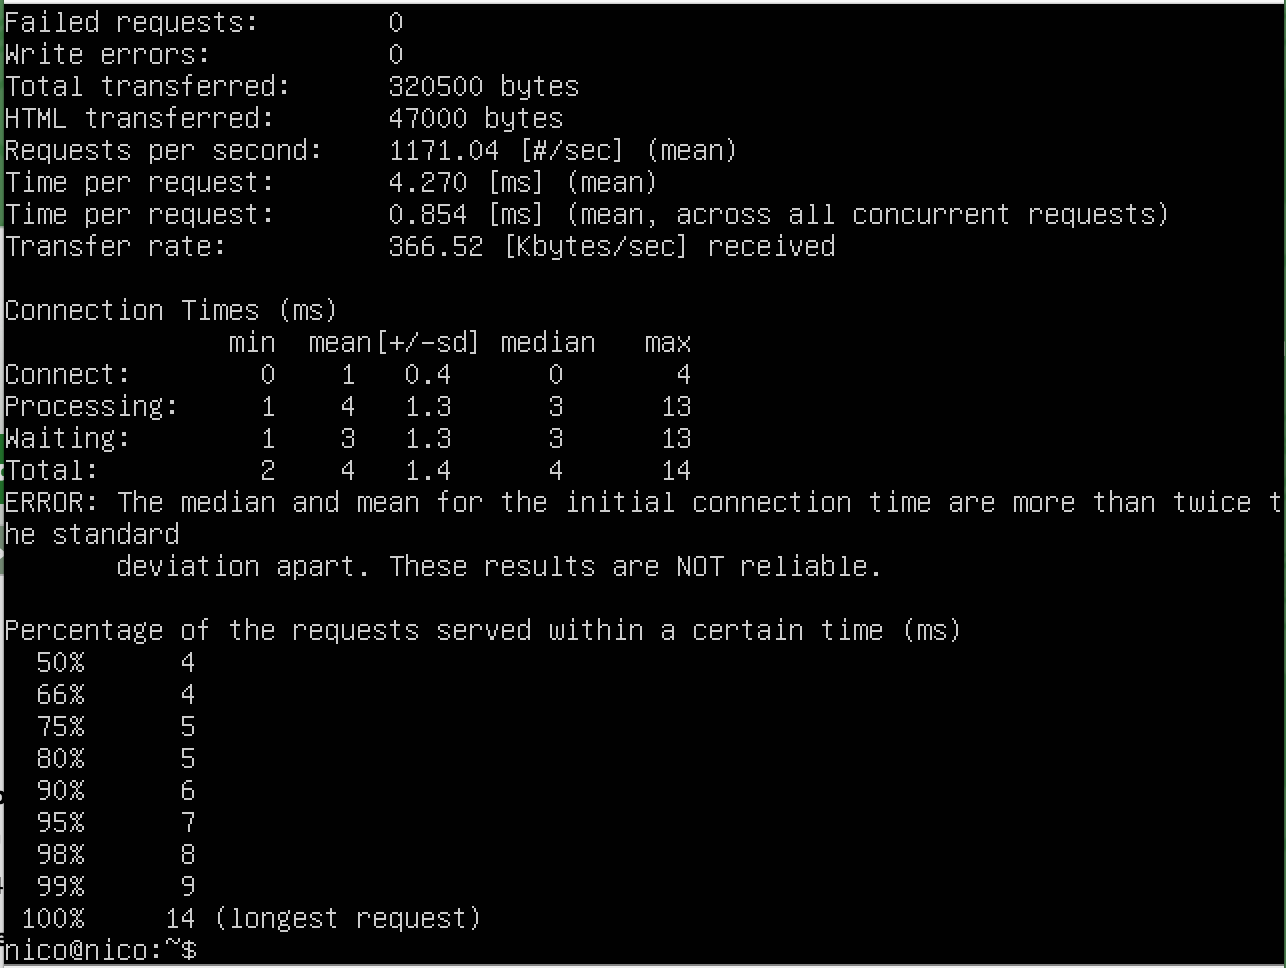 Failed requests:        0
Write errors:           0
Total transferred:      320500 bytes
HTML transferred:       47000 bytes
Requests per second:    1171.04 [#/sec] (mean)
Time per request:       4.270 [ms] (mean)
Time per request:       0.854 [ms] (mean, across all concurrent requests)
Transfer rate:          366.52 [Kbytes/sec] received

Connection Times (ms)
              min  mean[+/-sd] median   max
Connect:        0    1   0.4      0       4
Processing:     1    4   1.3      3      13
Waiting:        1    3   1.3      3      13
Total:          2    4   1.4      4      14
ERROR: The median and mean for the initial connection time are more than twice t
he standard
       deviation apart. These results are NOT reliable.

Percentage of the requests served within a certain time (ms)
  50%      4
  66%      4
  75%      5
  80%      5
  90%      6
  95%      7
  98%      8
  99%      9
 100%     14 (longest request)
nico@nico:~$